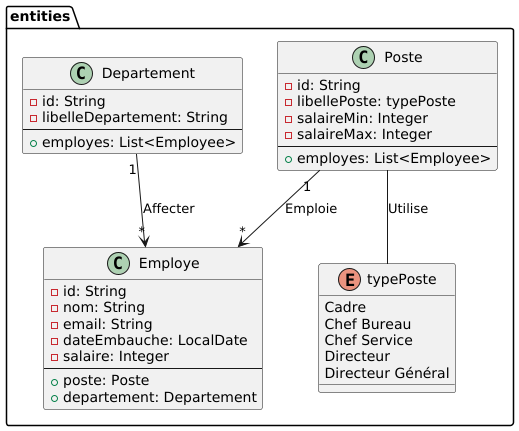 entities
C Departement
id: String
libelleDepartement: String
employes: List<Employee>
C Poste
id: String
libellePoste: typePoste
salaireMin: Integer
salaireMax: Integer
employes: List<Employee>
1
Affecter
*
1
Emploie
*
Utilise
C Employe
id: String
nom: String
email: String
dateEmbauche: LocalDate
salaire: Integer
poste: Poste
departement: Departement
E typePoste
Cadre
Chef Bureau
Chef Service
Directeur
Directeur Général